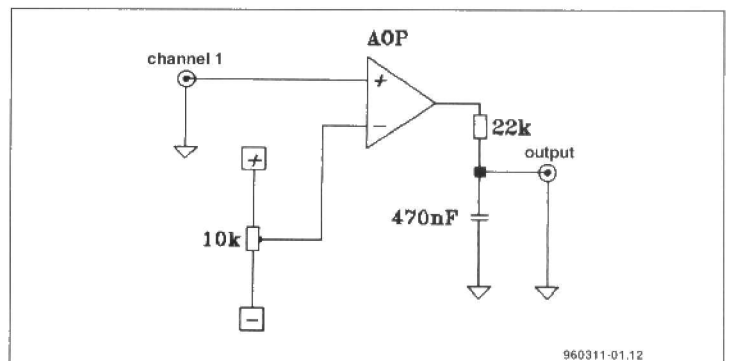 AOP
channel 1
+
−
22k
output
+
470nF
10k
−
960311-01.12